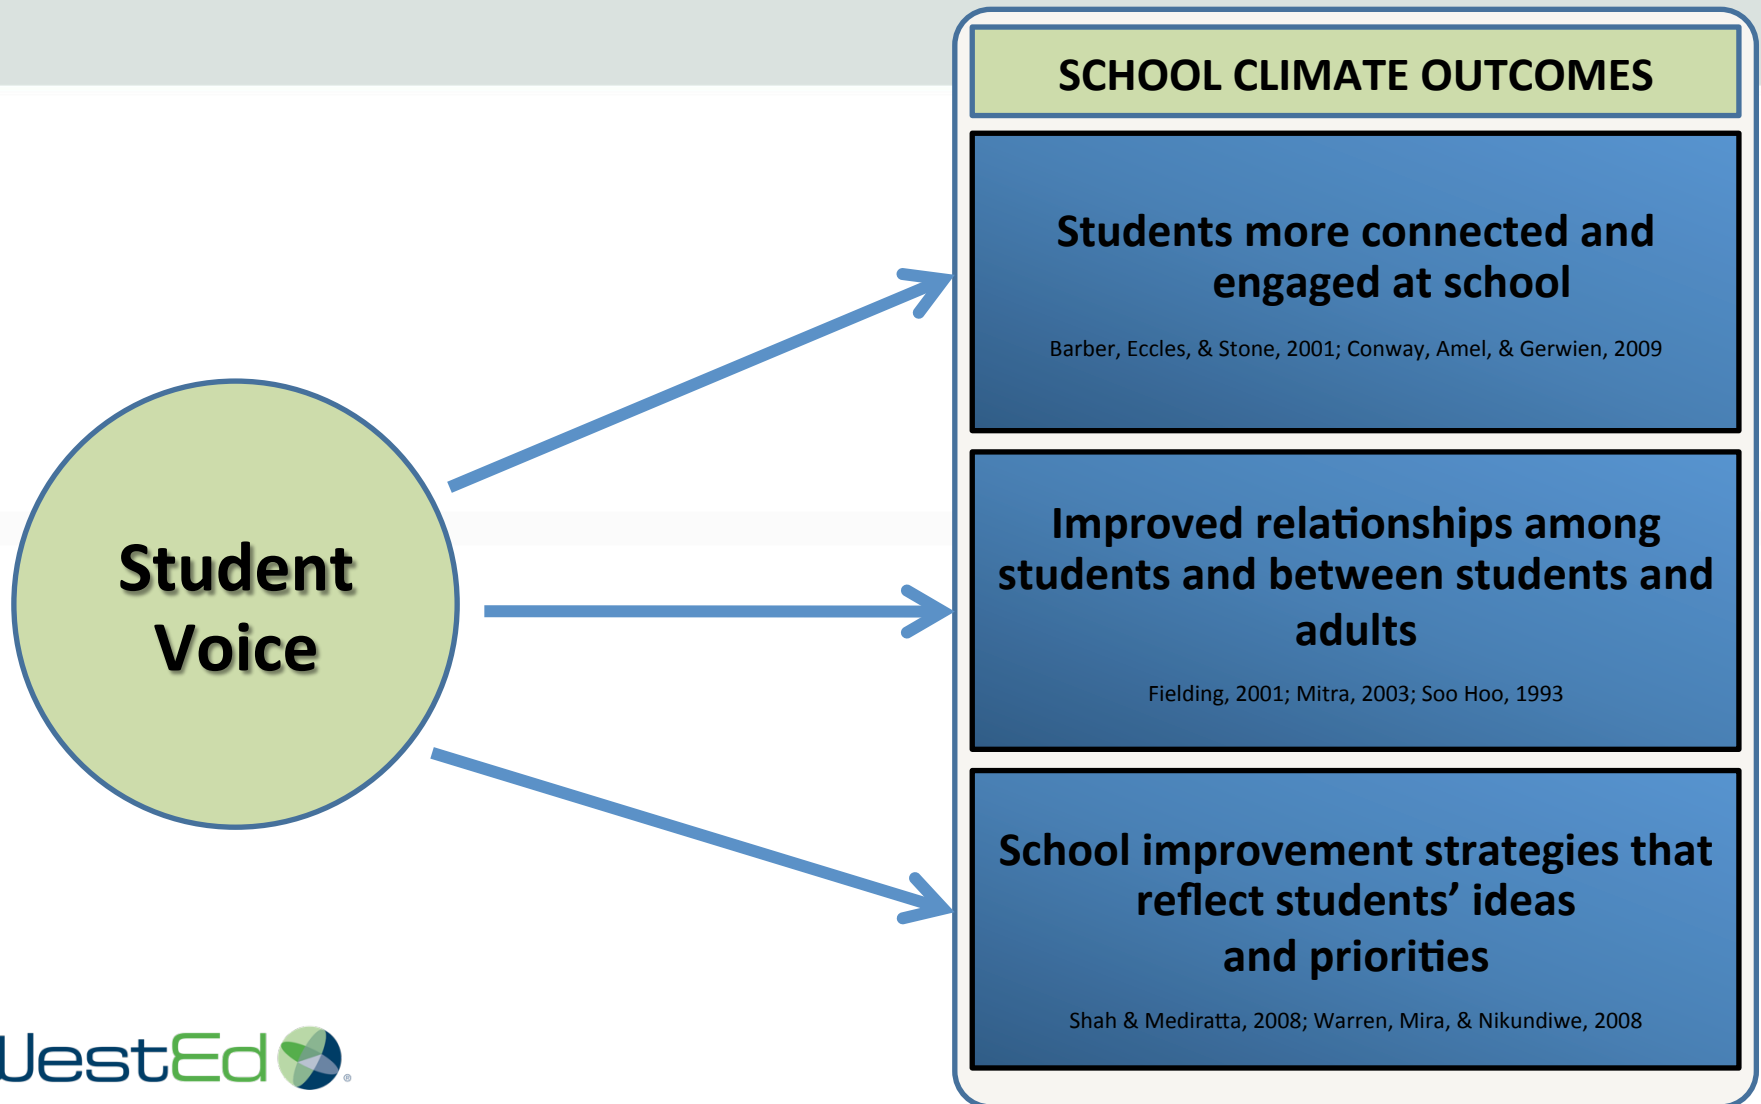 SCHOOL CLIMATE OUTCOMES
Students more connected and
engaged at school
Barber, Eccles, & Stone, 2001; Conway, Amel, & Gerwien, 2009
Student
Voice
Improved relationships among
students and between students and
adults
Fielding, 2001; Mitra, 2003; Soo Hoo, 1993
School improvement strategies that
reflect students’ ideas
and priorities
Shah & Mediratta, 2008; Warren, Mira, & Nikundiwe, 2008
WestEd®